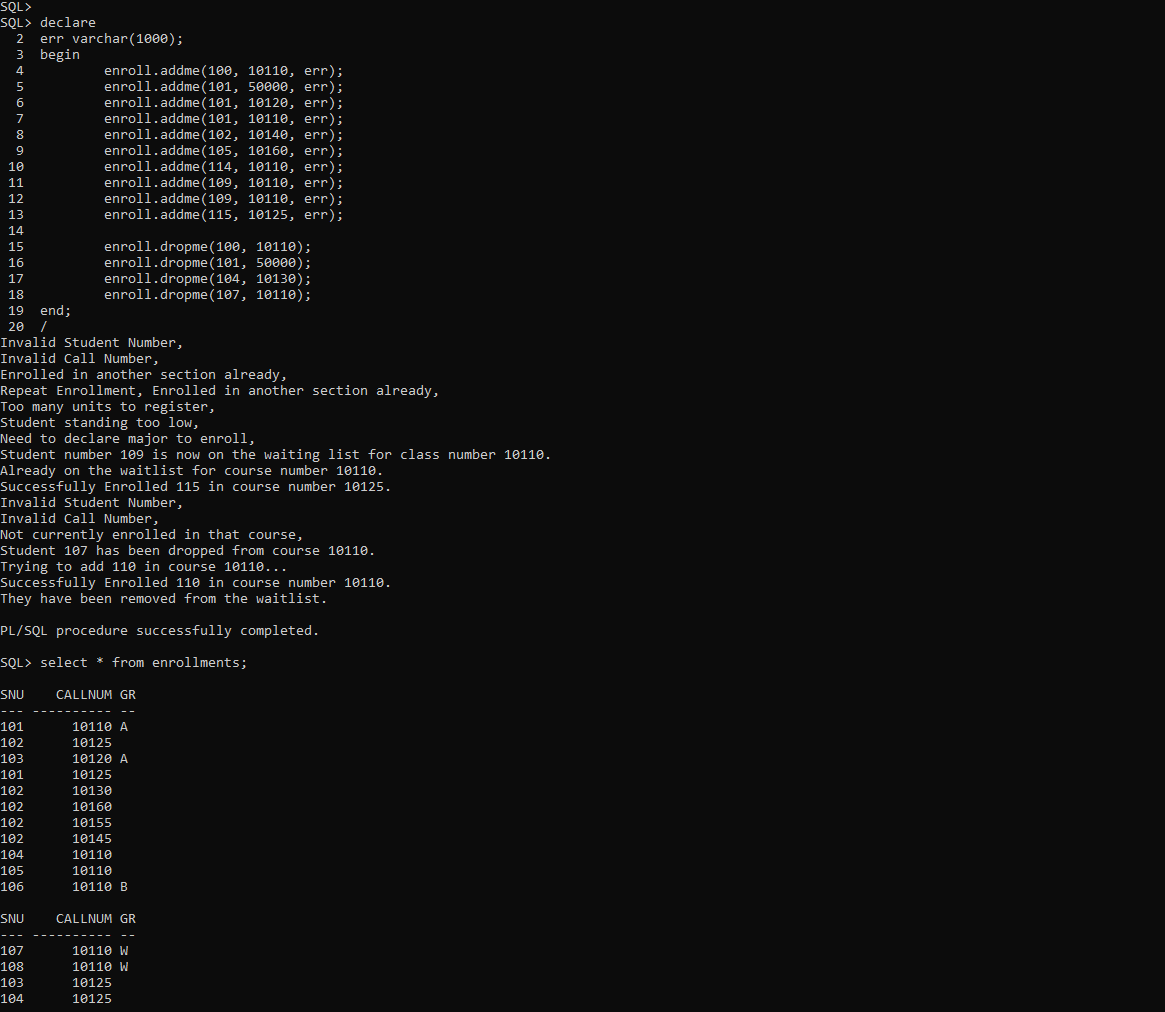 SQL>
SQL> declare
  2  err varchar(1000);
  3  begin
  4          enroll.addme(100, 10110, err);
  5          enroll.addme(101, 50000, err);
  6          enroll.addme(101, 10120, err);
  7          enroll.addme(101, 10110, err);
  8          enroll.addme(102, 10140, err);
  9          enroll.addme(105, 10160, err);
 10          enroll.addme(114, 10110, err);
 11          enroll.addme(109, 10110, err);
 12          enroll.addme(109, 10110, err);
 13          enroll.addme(115, 10125, err);
 14
 15          enroll.dropme(100, 10110);
 16          enroll.dropme(101, 50000);
 17          enroll.dropme(104, 10130);
 18          enroll.dropme(107, 10110);
 19  end;
 20  /
Invalid Student Number,
Invalid Call Number,
Enrolled in another section already,
Repeat Enrollment, Enrolled in another section already,
Too many units to register,
Student standing too low,
Need to declare major to enroll,
Student number 109 is now on the waiting list for class number 10110.
Already on the waitlist for course number 10110.
Successfully Enrolled 115 in course number 10125.
Invalid Student Number,
Invalid Call Number,
Not currently enrolled in that course,
Student 107 has been dropped from course 10110.
Trying to add 110 in course 10110...
Successfully Enrolled 110 in course number 10110.
They have been removed from the waitlist.

PL/SQL procedure successfully completed.

SQL> select * from enrollments;

SNU    CALLNUM GR
--- ---------- --
101      10110 A
102      10125
103      10120 A
101      10125
102      10130
102      10160
102      10155
102      10145
104      10110
105      10110
106      10110 B

SNU    CALLNUM GR
--- ---------- --
107      10110 W
108      10110 W
103      10125
104      10125